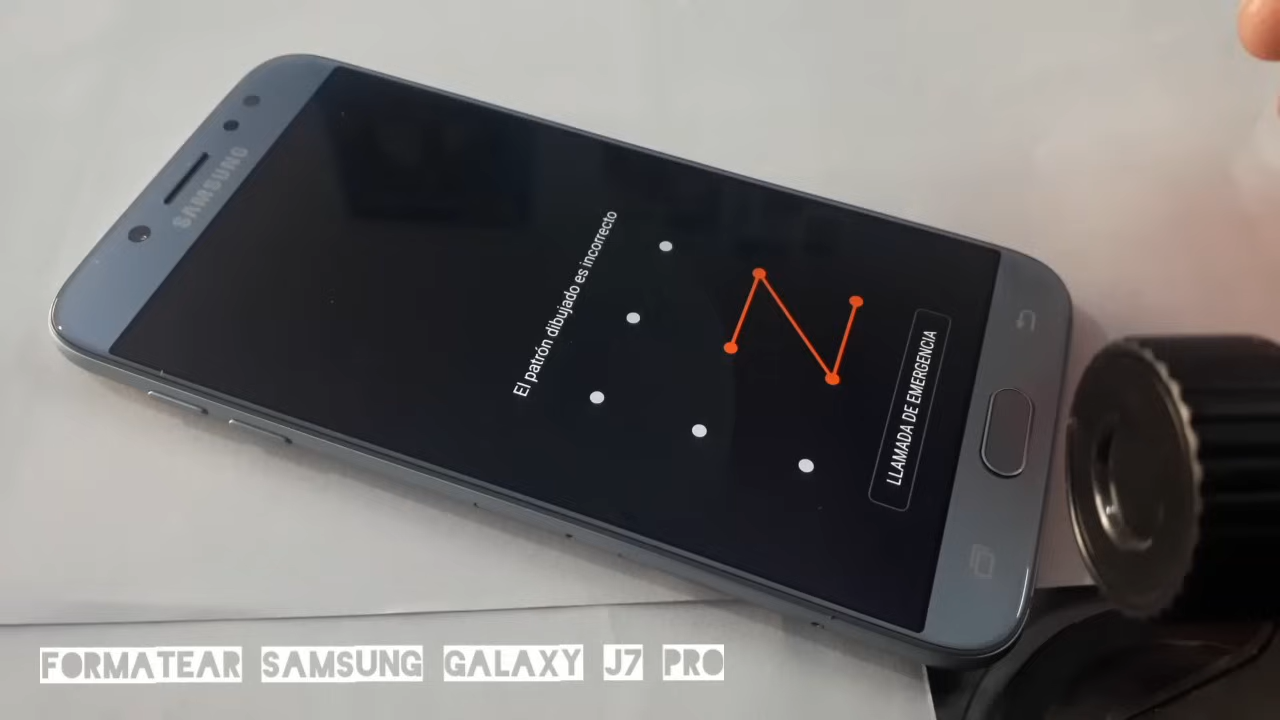 SAMSUNG
El patrón dibujado es incorrecto
LLAMADA DE EMERGENCIA
FORMATEAR SAMSUNG GALAXY J7 PRO